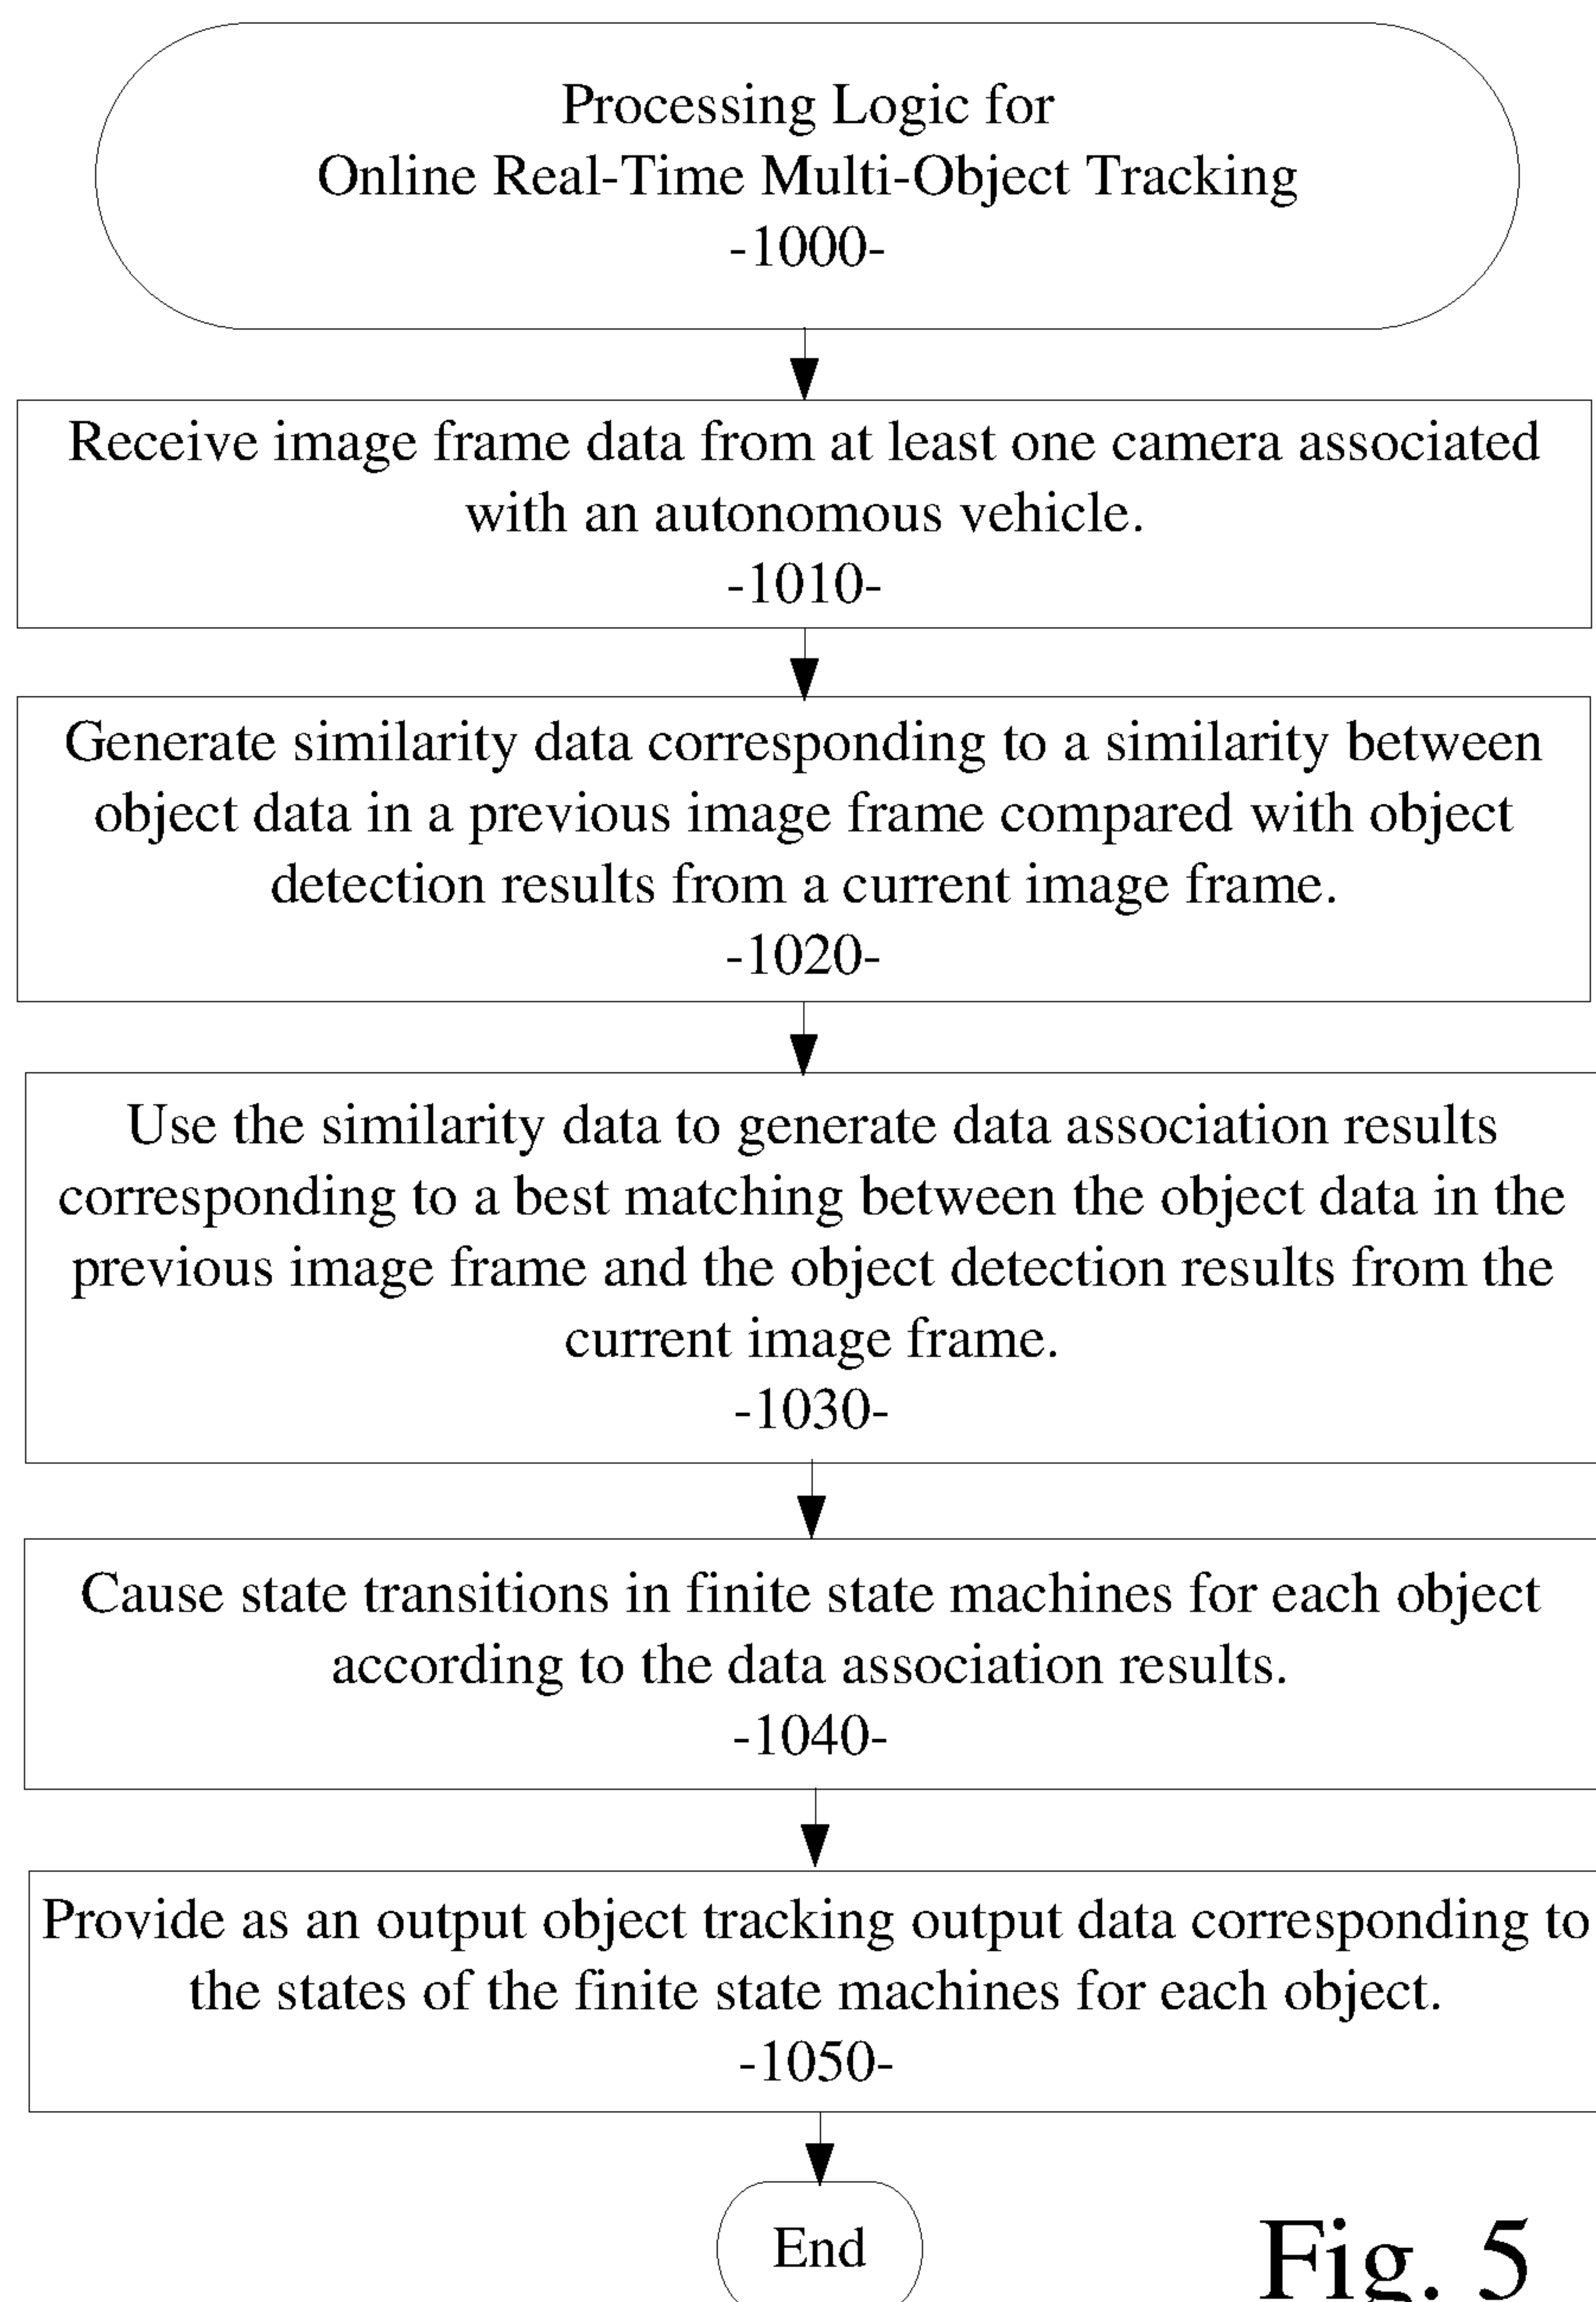 Processing Logic for
Online Real-Time Multi-Object Tracking
-1000-
Receive image frame data from at least one camera associated
with an autonomous vehicle.
-1010-
Generate similarity data corresponding to a similarity between
object data in a previous image frame compared with object
detection results from a current image frame.
-1020-
Use the similarity data to generate data association results
corresponding to a best matching between the object data in the
previous image frame and the object detection results from the
current image frame.
-1030-
Cause state transitions in finite state machines for each object
according to the data association results.
-1040-
Provide as an output object tracking output data corresponding to
the states of the finite state machines for each object.
-1050-
End
Fig. 5